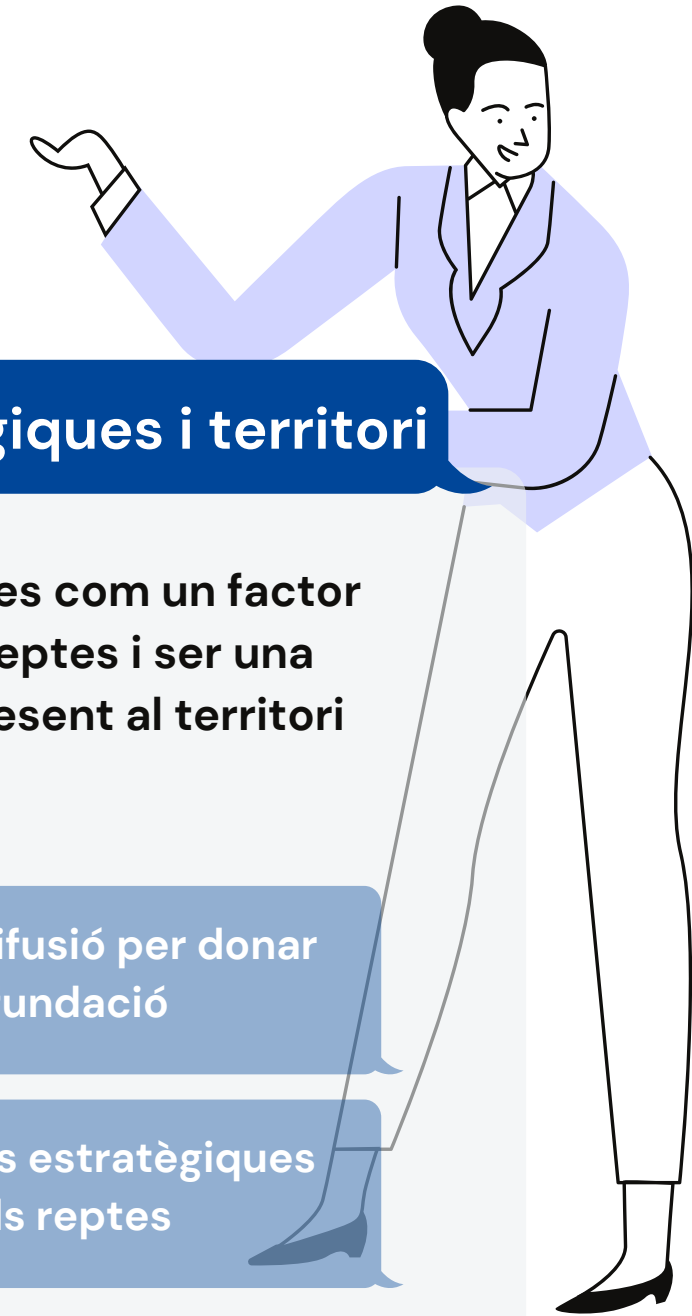 giques i territori
es com un factor
eptes i ser una
esent al territori
ifusió per donar
undació
s estratègiques
ls reptes